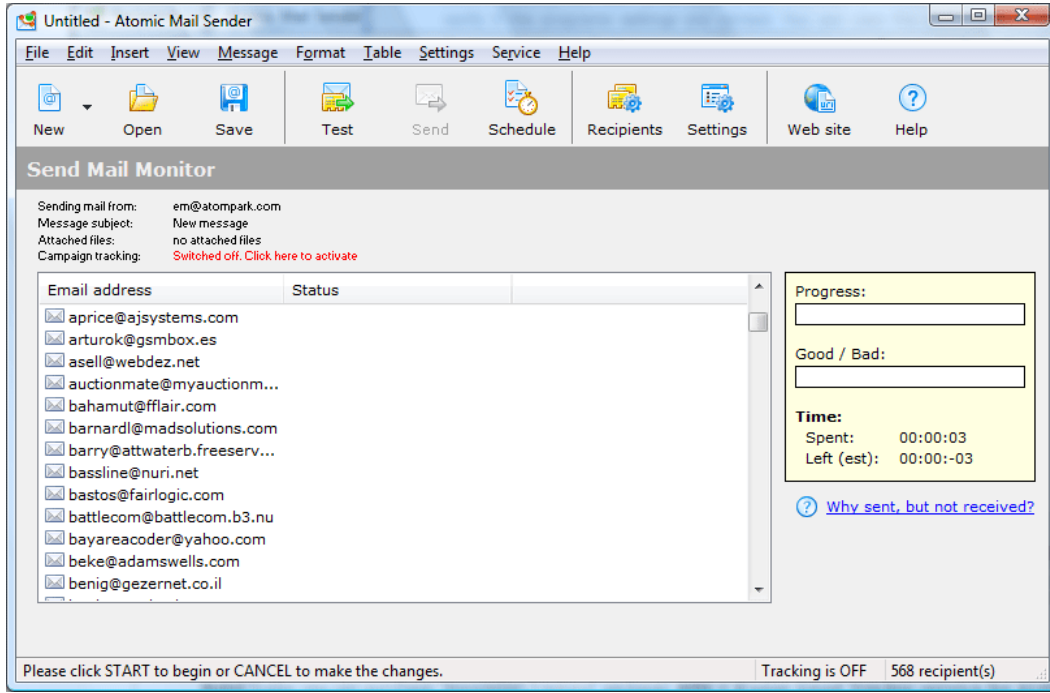 Untitled - Atomic Mail Sender
File Edit Insert View Message Format Table Settings Service Help
New Open Save Test Send Schedule Recipients Settings Web site Help
Send Mail Monitor
Sending mail from: em@atompark.com
Message subject: New message
Attached files: no attached files
Campaign tracking: Switched off. Click here to activate
Email address Status
aprice@ajsystems.com
arturok@gsmbox.es
asell@webdez.net
auctionmate@myauctionm...
bahamut@fflair.com
barnardl@madsolutions.com
barry@attwaterb.freeserv...
bassline@nuri.net
bastos@fairlogic.com
battlecom@battlecom.b3.nu
bayareacoder@yahoo.com
beke@adamswells.com
benig@gezernet.co.il
Progress:
Good / Bad:
Time:
Spent: 00:00:03
Left (est): 00:00:-03
Why sent, but not received?
Please click START to begin or CANCEL to make the changes. Tracking is OFF 568 recipient(s)